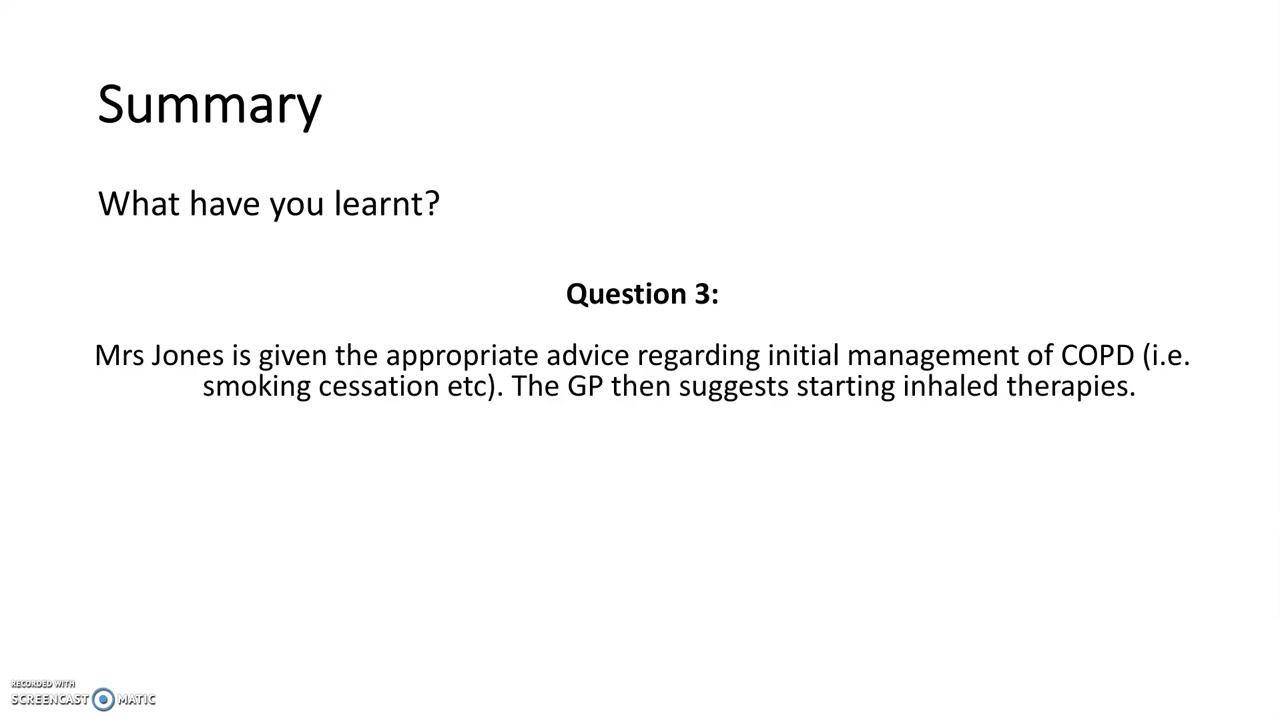 Summary
What have you learnt?
Question 3:
Mrs Jones is given the appropriate advice regarding initial management of COPD (i.e.
smoking cessation etc). The GP then suggests starting inhaled therapies.
RECORDED WITH
SCREENCAST MATIC